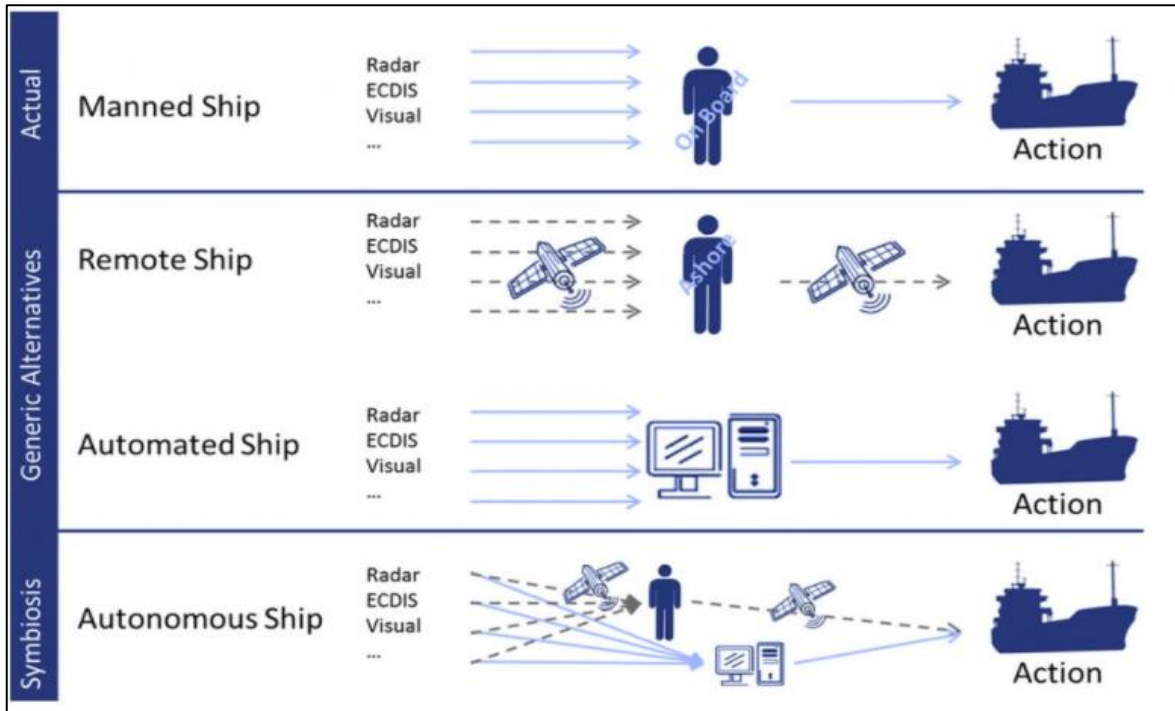 Actual
Manned Ship
Radar
ECDIS
Visual
...
On Board
Action
Generic Alternatives
Remote Ship
Radar
ECDIS
Visual
...
Ashore
Action
Automated Ship
Radar
ECDIS
Visual
...
Action
Symbiosis
Autonomous Ship
Radar
ECDIS
Visual
...
Action